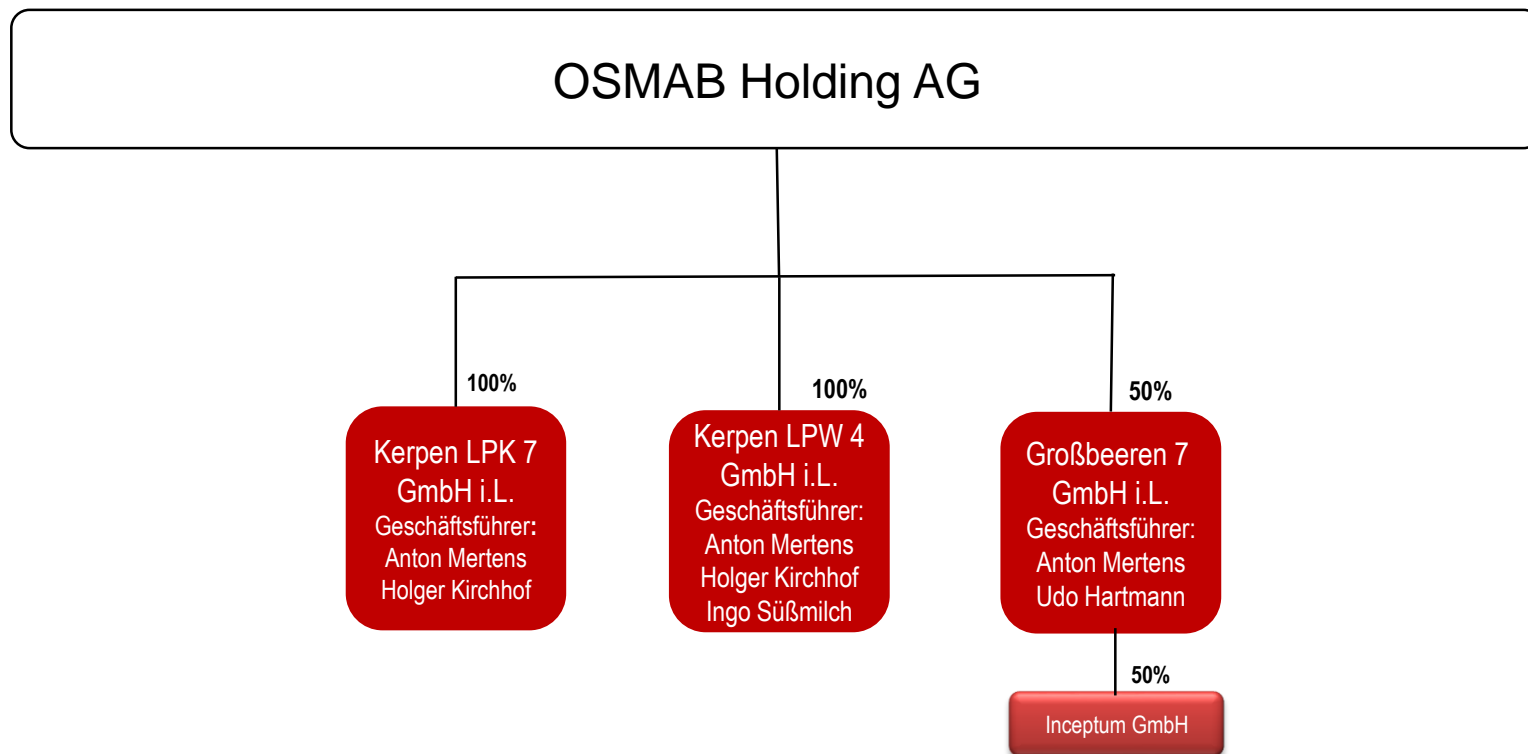 OSMAB Holding AG
100%
Kerpen LPK 7
GmbH i.L.
Geschäftsführer:
Anton Mertens
Holger Kirchhof
100%
Kerpen LPW 4
GmbH i.L.
Geschäftsführer:
Anton Mertens
Holger Kirchhof
Ingo Süßmilch
50%
Großbeeren 7
GmbH i.L.
Geschäftsführer:
Anton Mertens
Udo Hartmann
50%
Inceptum GmbH